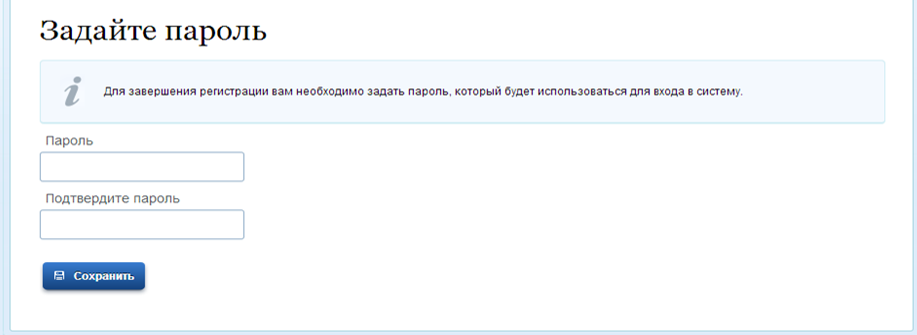 Задайте пароль
Для завершения регистрации вам необходимо задать пароль, который будет использоваться для входа в систему.
Пароль
Подтвердите пароль
Сохранить